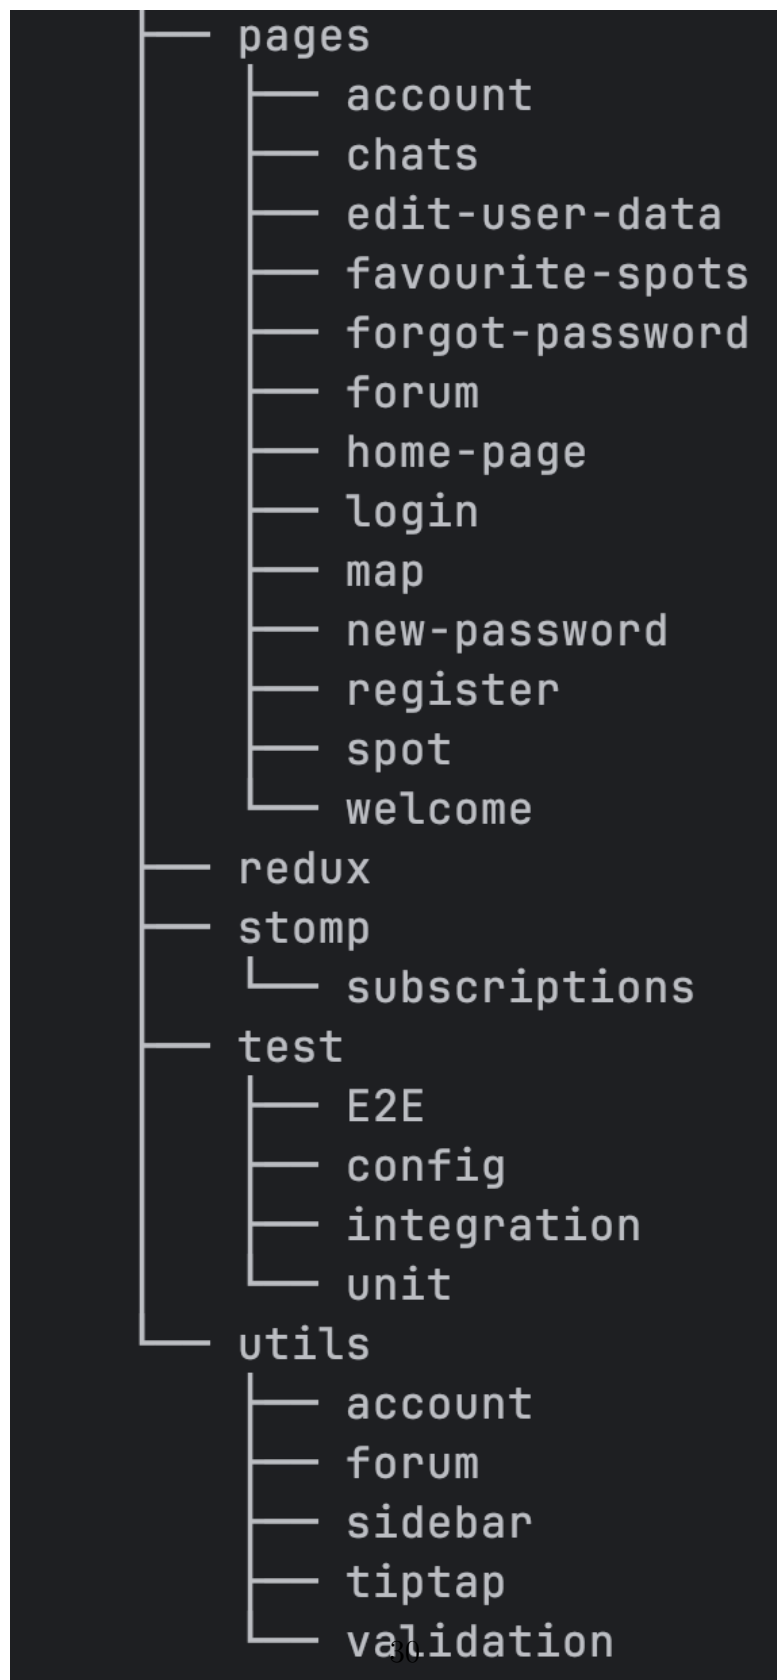 pages
account
chats
edit-user-data
favourite-spots
forgot-password
forum
home-page
login
map
new-password
register
spot
welcome
redux
stomp
subscriptions
test
E2E
config
integration
unit
utils
account
forum
sidebar
tiptap
validation
30